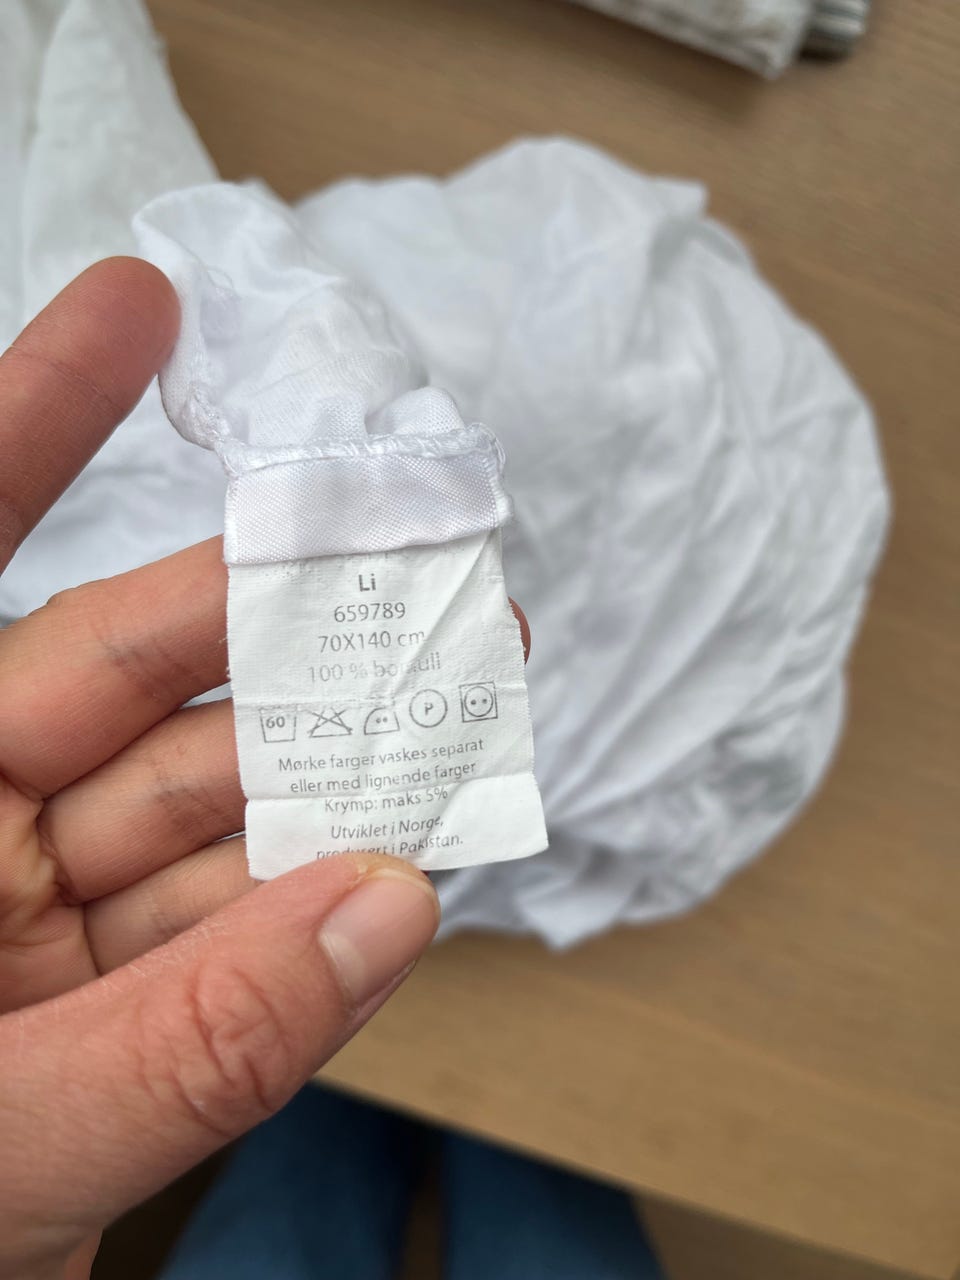 Li
659789
70X140 cm
100 % bomull
60 P
Mørke farger vaskes separat
eller med lignende farger
Krymp: maks 5%
Utviklet i Norge,
produsert i Pakistan.